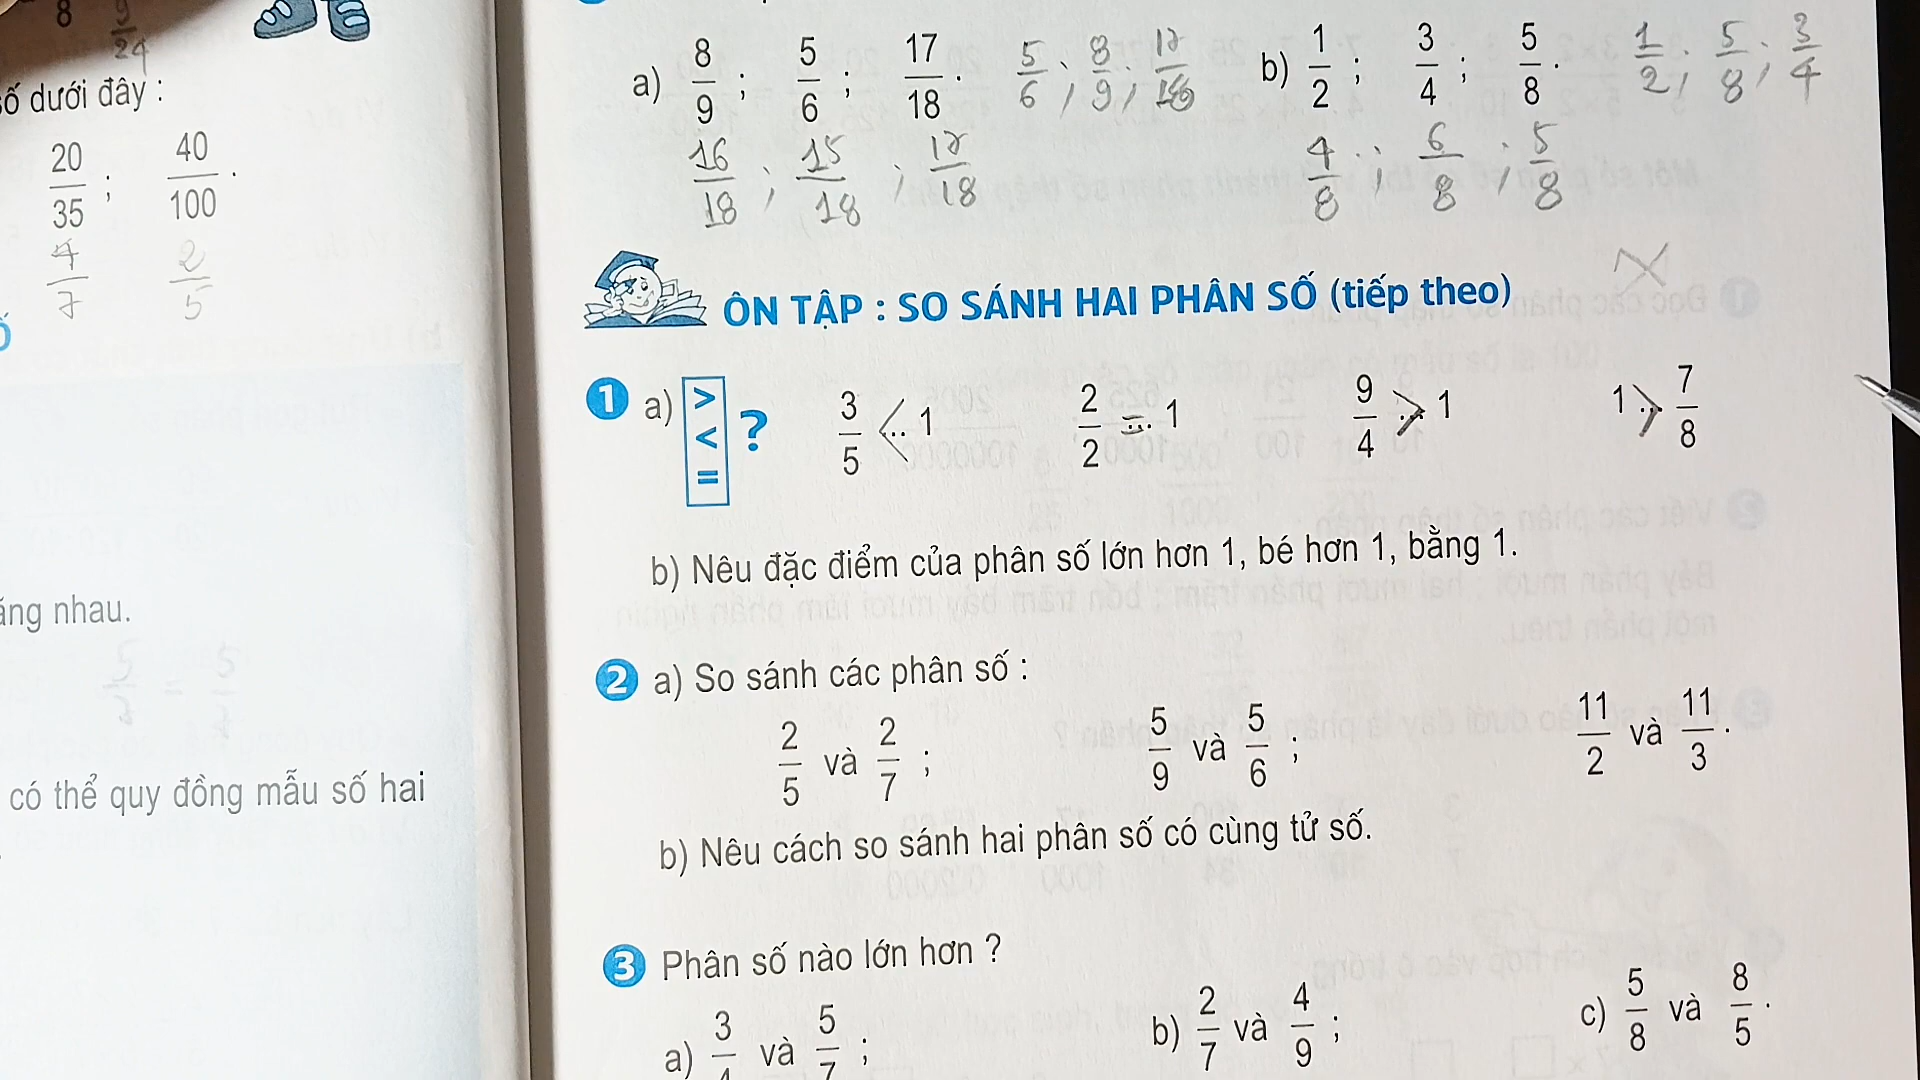 8 9/24
số dưới đây :
20/35 ; 40/100 .
4/7 2/5
ằng nhau.
5/2 = 5/4
có thể quy đồng mẫu số hai
a) 8/9 ; 5/6 ; 17/18 . 5/6 ; 8/9 ; 17/18 b) 1/2 ; 3/4 ; 5/8 . 1/2 ; 5/8 ; 3/4
16/18 ; 15/18 ; 17/18 4/8 ; 6/8 ; 5/8
ÔN TẬP : SO SÁNH HAI PHÂN SỐ (tiếp theo)
1 a) > < = ? 3/5 <... 1 2/2 =... 1 9/4 >... 1 1 >... 7/8
b) Nêu đặc điểm của phân số lớn hơn 1, bé hơn 1, bằng 1.
2 a) So sánh các phân số :
2/5 và 2/7 ; 5/9 và 5/6 ; 11/2 và 11/3 .
b) Nêu cách so sánh hai phân số có cùng tử số.
3 Phân số nào lớn hơn ?
a) 3/4 và 5/7 ; b) 2/7 và 4/9 ; c) 5/8 và 8/5 .